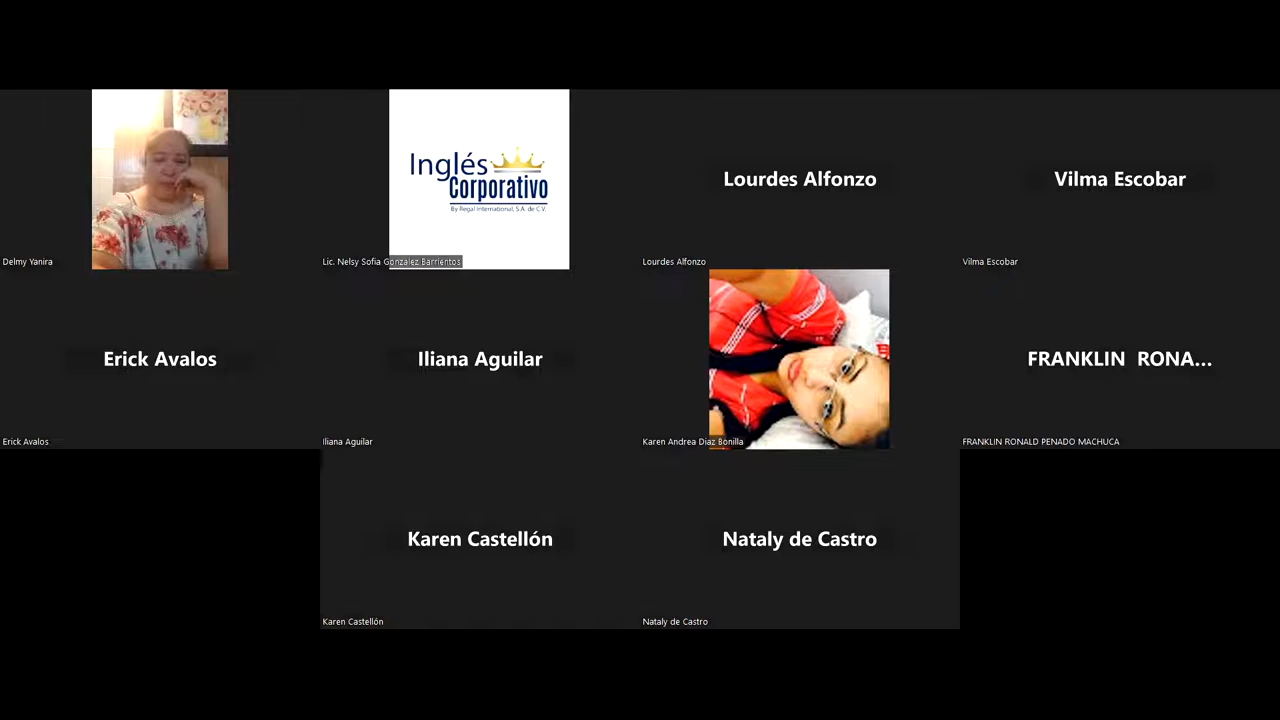 Inglés
Corporativo
By Regal International, S.A. de C.V.
Lourdes Alfonzo
Vilma Escobar
Delmy Yanira
Lic. Nelsy Sofia González Barrientos
Lourdes Alfonzo
Vilma Escobar
Erick Avalos
Iliana Aguilar
FRANKLIN RONA...
Erick Avalos
Iliana Aguilar
Karen Andrea Diaz Bonilla
FRANKLIN RONALD PENADO MACHUCA
Karen Castellón
Nataly de Castro
Karen Castellón
Nataly de Castro